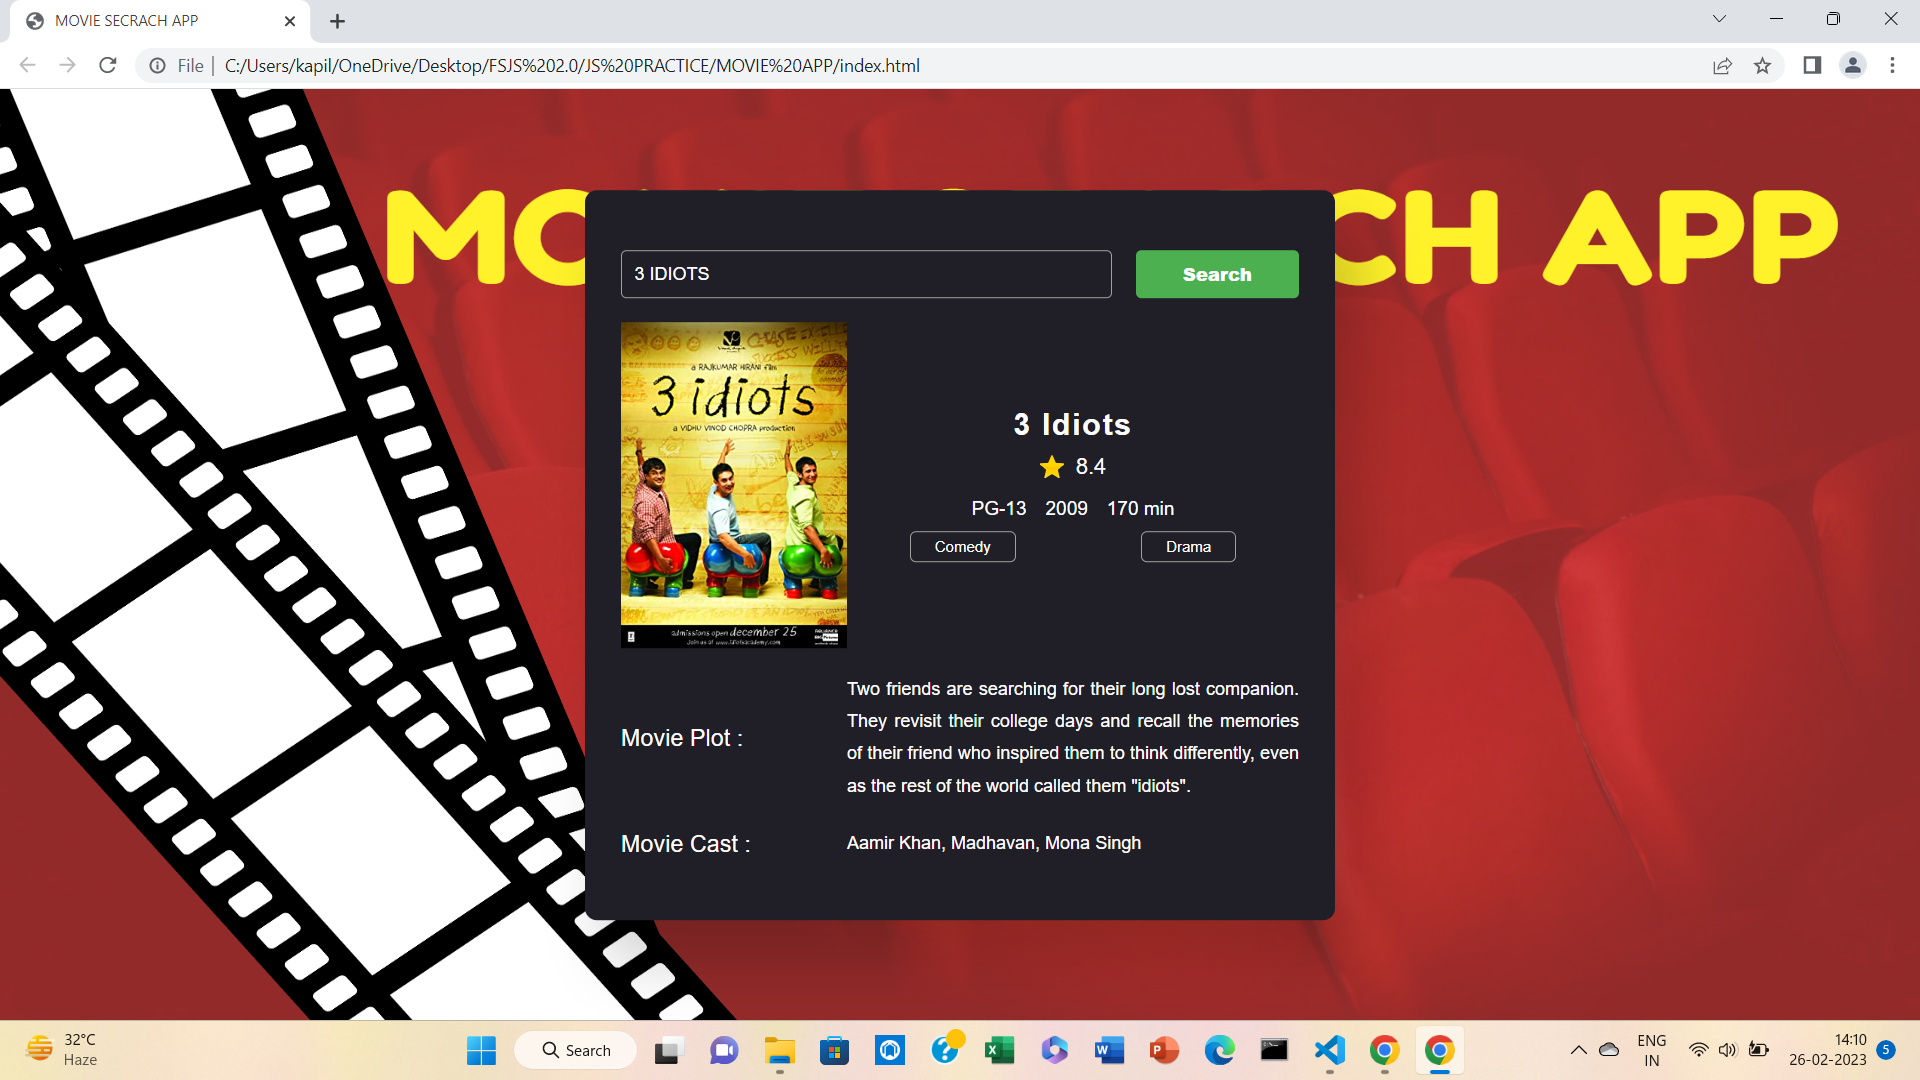 MOVIE SECRACH APP
File
C:/Users/kapil/OneDrive/Desktop/FSJS%202.0/JS%20PRACTICE/MOVIE%20APP/index.html
MO CH APP
3 IDIOTS
Search
a RAJKUMAR HIRANI film
3 idiots
a VIDHU VINOD CHOPRA production
admissions open december 25
3 Idiots
8.4
PG-13 2009 170 min
Comedy Drama
Movie Plot :
Two friends are searching for their long lost companion.
They revisit their college days and recall the memories
of their friend who inspired them to think differently, even
as the rest of the world called them "idiots".
Movie Cast :
Aamir Khan, Madhavan, Mona Singh
32°C
Haze
Search
ENG
IN
14:10
26-02-2023
5